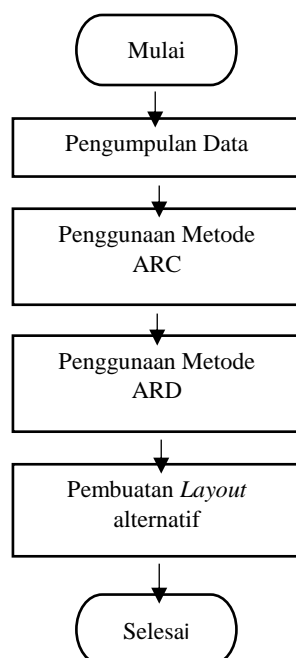 Mulai
Pengumpulan Data
Penggunaan Metode
ARC
Penggunaan Metode
ARD
Pembuatan Layout
alternatif
Selesai